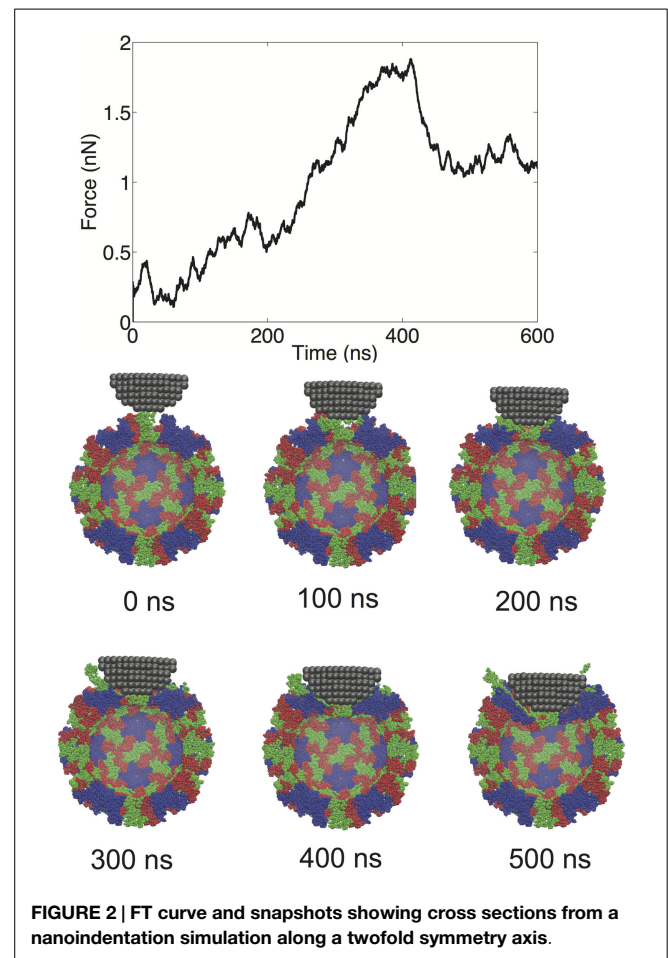 2
1.5
1
0.5
0
Force (nN)
0 200 400 600
Time (ns)
0 ns 100 ns 200 ns
300 ns 400 ns 500 ns
FIGURE 2 | FT curve and snapshots showing cross sections from a
nanoindentation simulation along a twofold symmetry axis.